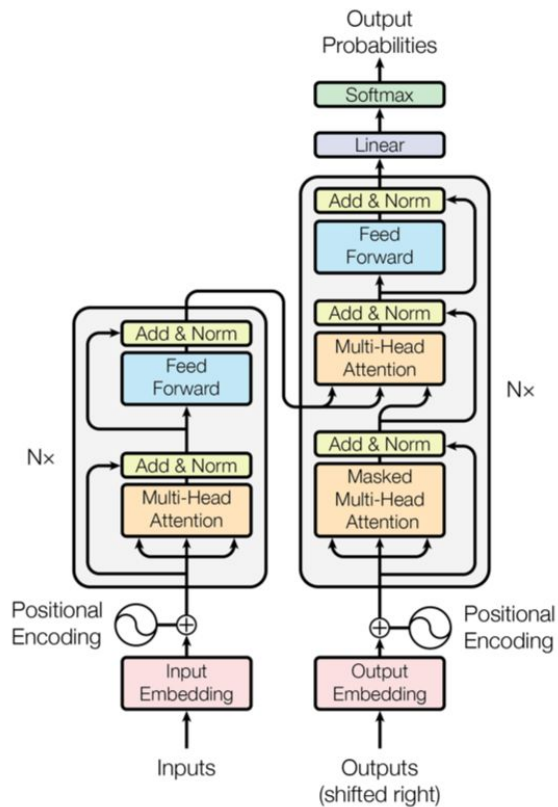 Output
Probabilities
Softmax
Linear
Add & Norm
Feed
Forward
Add & Norm
Multi-Head
Attention
Add & Norm
Masked
Multi-Head
Attention
N×
Add & Norm
Feed
Forward
Add & Norm
Multi-Head
Attention
N×
Positional
Encoding
Positional
Encoding
Input
Embedding
Output
Embedding
Inputs
Outputs
(shifted right)